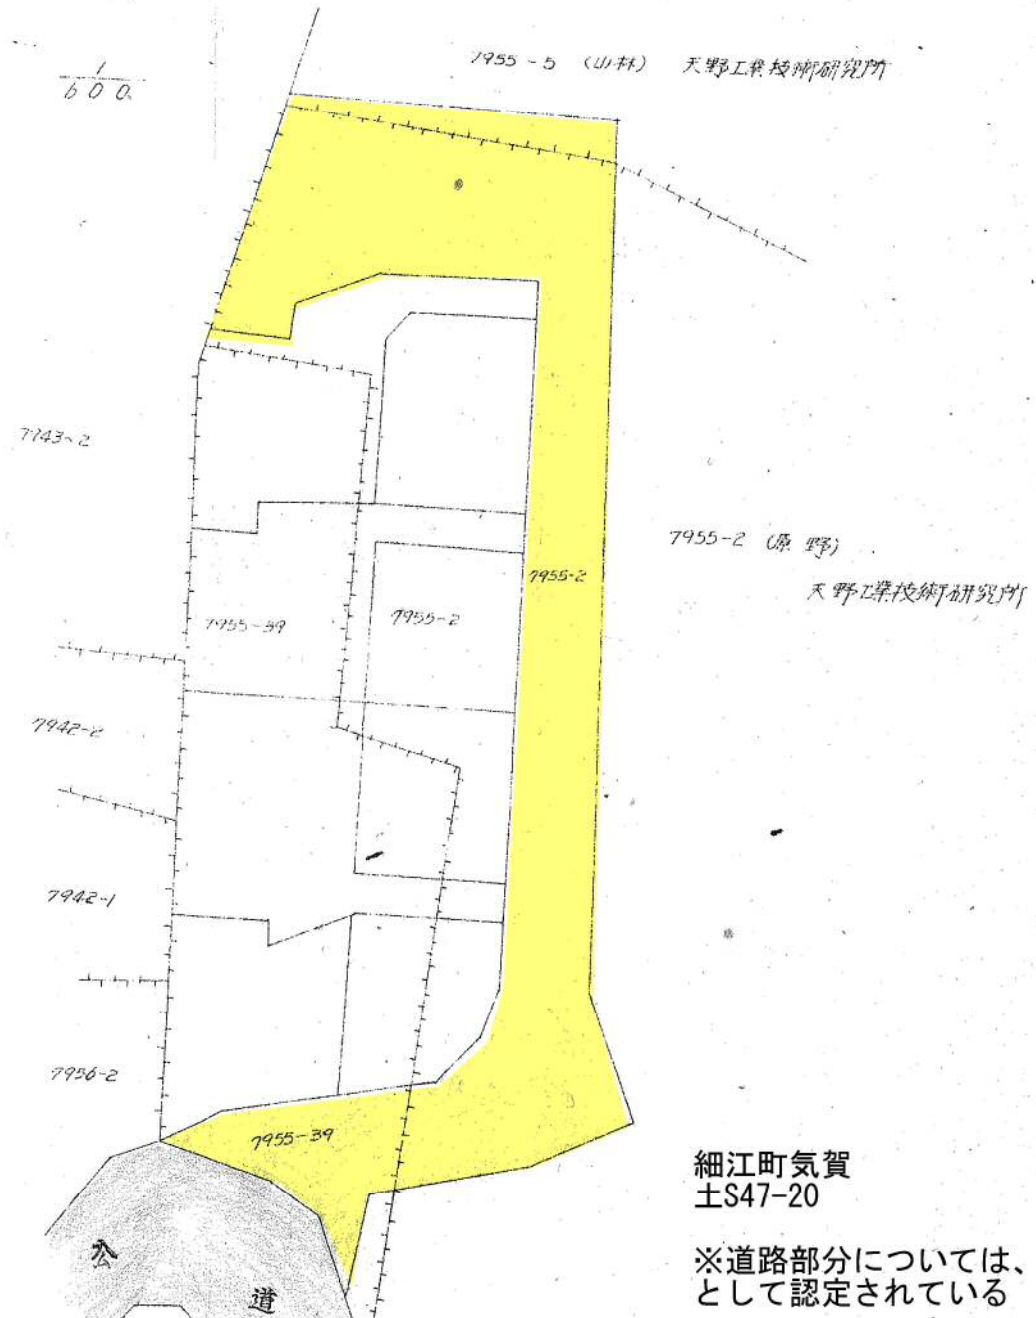 1
600
7955-5 (山林) 天野工業技術研究所
7743-2
7955-2 (原野)
天野工業技術研究所
7955-2
7955-39
7955-2
7942-2
7942-1
7956-2
7955-39
公
道
細江町気賀
土S47-20
※道路部分については、
として認定されている